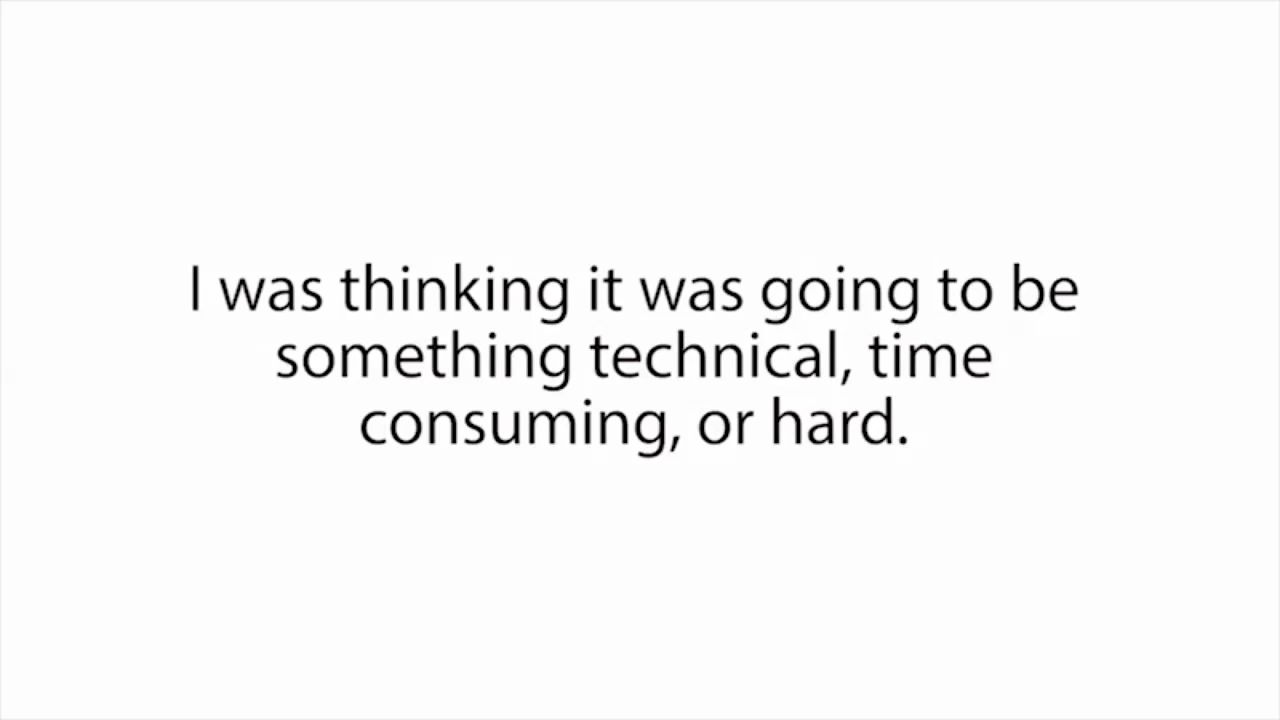 I was thinking it was going to be
something technical, time
consuming, or hard.